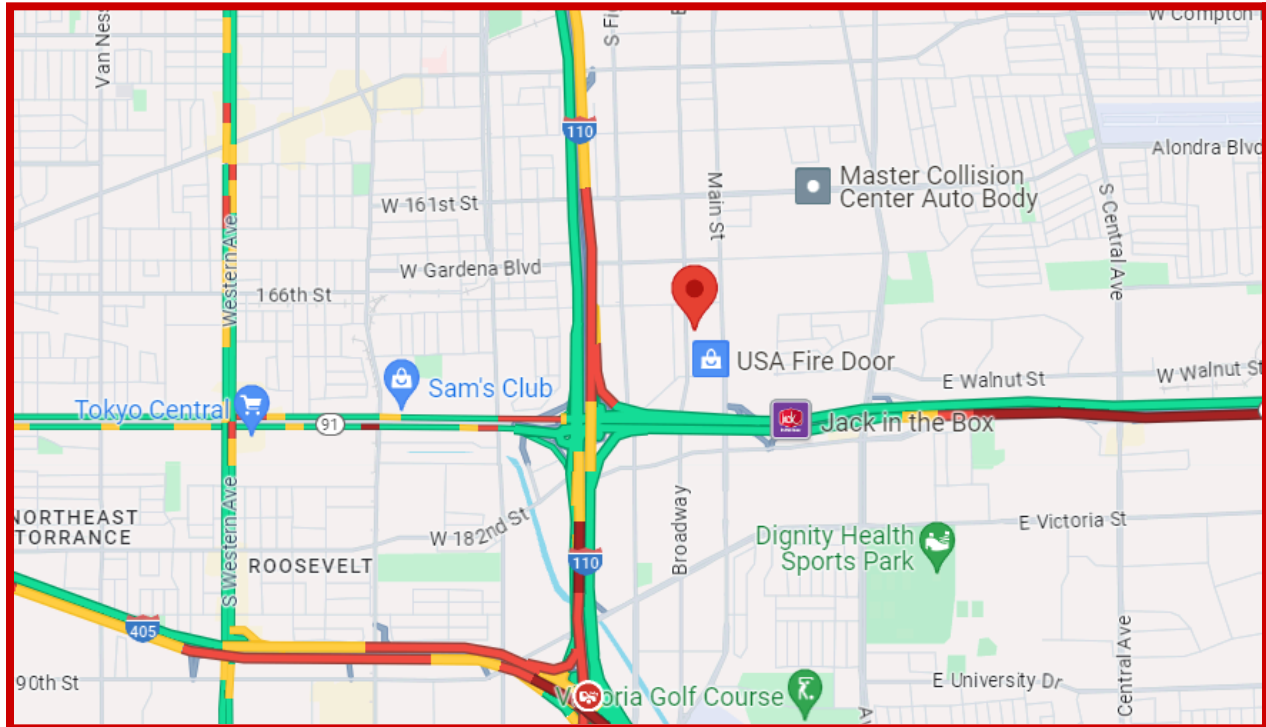 Van Ness
S Fig
W Compton
110
Alondra Blvd
Master Collision
Center Auto Body
Main St
S Central Ave
W 161st St
Western Ave
W Gardena Blvd
166th St
USA Fire Door
E Walnut St
W Walnut St
Sam's Club
Tokyo Central
91
jack
Jack in the Box
NORTHEAST
TORRANCE
S Western Ave
W 182nd St
Broadway
E Victoria St
Dignity Health
Sports Park
ROOSEVELT
110
405
90th St
Victoria Golf Course
E University Dr
Central Ave